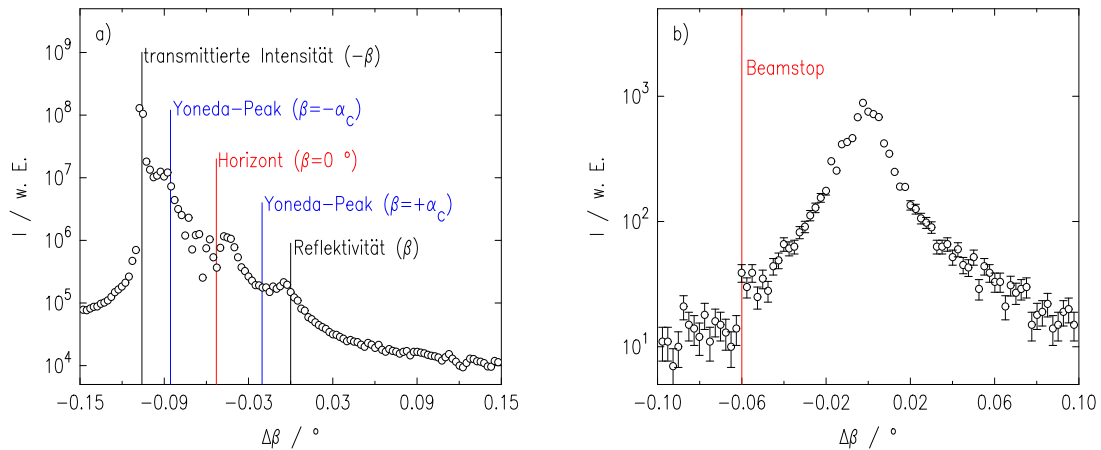 a)
10⁹
10⁸
10⁷
10⁶
10⁵
10⁴
I / w. E.
transmittierte Intensität (−β)
Yoneda−Peak (β=−α_c)
Horizont (β=0 °)
Yoneda−Peak (β=+α_c)
Reflektivität (β)
−0.15 −0.09 −0.03 0.03 0.09 0.15
Δβ / °
b)
10³
10²
10¹
I / w. E.
Beamstop
−0.10 −0.06 −0.02 0.02 0.06 0.10
Δβ / °